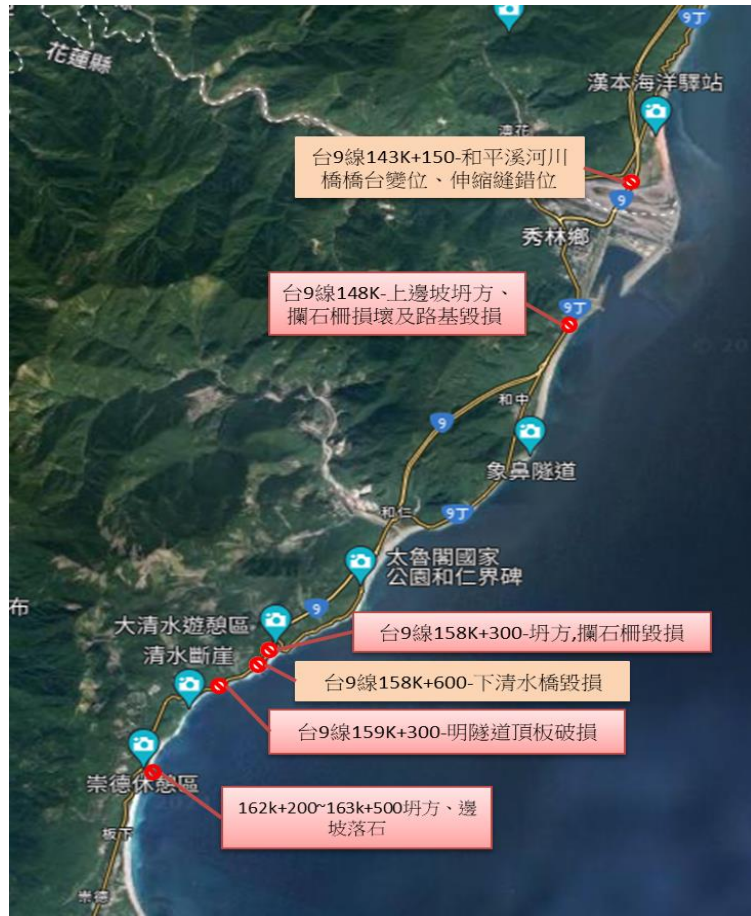 9丁
花蓮縣
漢本海洋驛站
澳花
台9線143K+150-和平溪河川
橋橋台變位、伸縮縫錯位
9
秀林鄉
台9線148K-上邊坡坍方、
攔石柵損壞及路基毀損
9丁
和中
9
象鼻隧道
9丁
和仁
太魯閣國家
公園和仁界碑
布
9
大清水遊憩區
台9線158K+300-坍方,攔石柵毀損
清水斷崖
台9線158K+600-下清水橋毀損
台9線159K+300-明隧道頂板破損
崇德休憩區
162k+200~163k+500坍方、邊
坡落石
板下
崇德